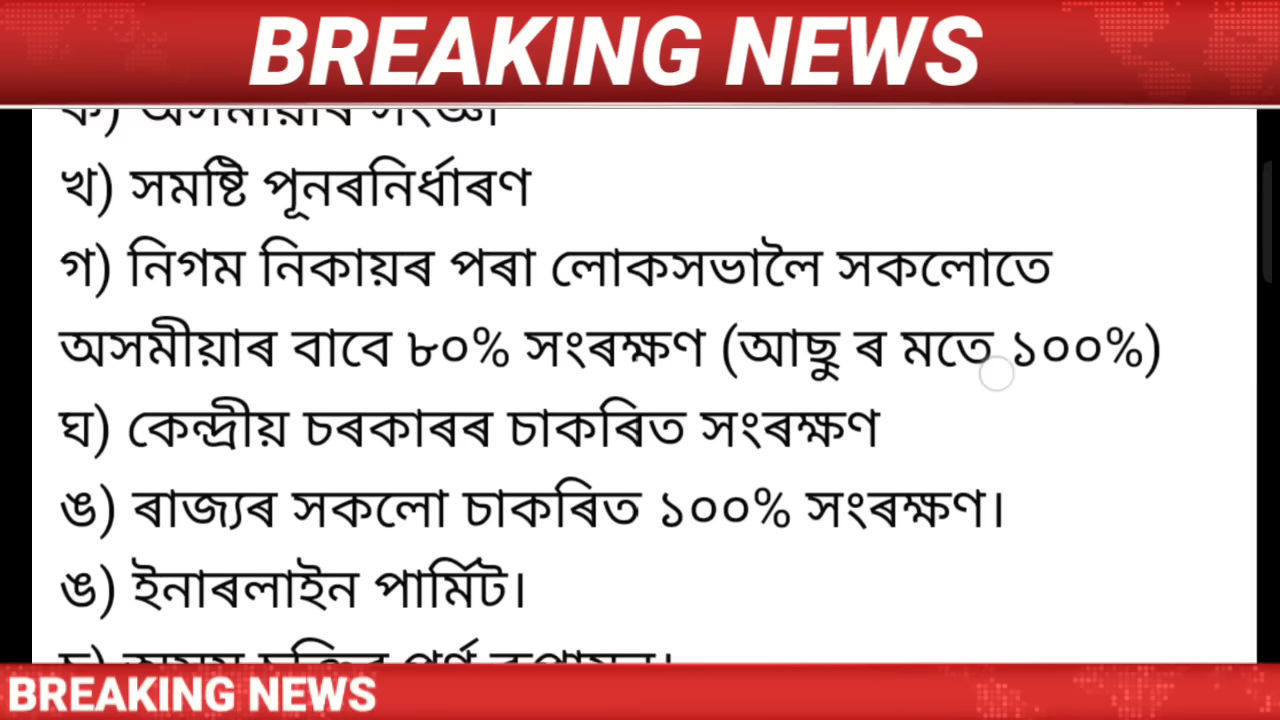 BREAKING NEWS
ক) অসমীয়াৰ সংজ্ঞা
খ) সমষ্টি পূনৰনিৰ্ধাৰণ
গ) নিগম নিকায়ৰ পৰা লোকসভালৈ সকলোতে
অসমীয়াৰ বাবে ৮০% সংৰক্ষণ (আছু ৰ মতে ১০০%)
ঘ) কেন্দ্ৰীয় চৰকাৰৰ চাকৰিত সংৰক্ষণ
ঙ) ৰাজ্যৰ সকলো চাকৰিত ১০০% সংৰক্ষণ।
ঙ) ইনাৰলাইন পাৰ্মিট।
BREAKING NEWS